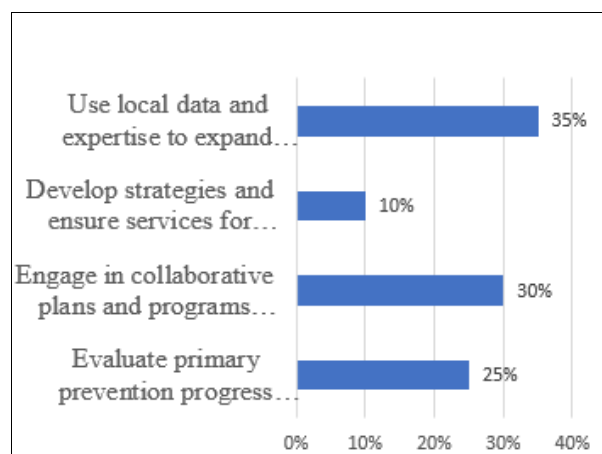 Use local data and
expertise to expand…
35%
Develop strategies and
ensure services for…
10%
Engage in collaborative
plans and programs…
30%
Evaluate primary
prevention progress…
25%
0% 10% 20% 30% 40%